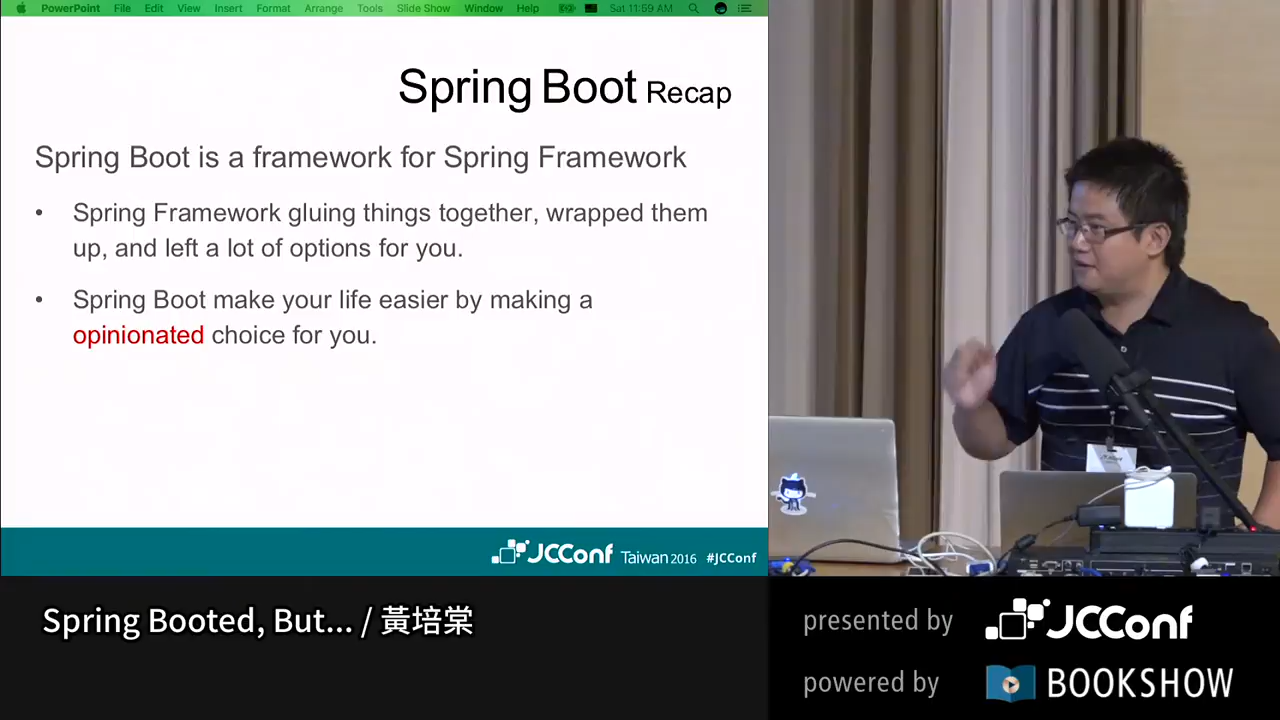 PowerPoint File Edit View Insert Format Arrange Tools Slide Show Window Help Sat 11:59 AM
Spring Boot Recap
Spring Boot is a framework for Spring Framework
• Spring Framework gluing things together, wrapped them
up, and left a lot of options for you.
• Spring Boot make your life easier by making a
opinionated choice for you.
JCConf Taiwan 2016 #JCConf
Spring Booted, But... / 黃培棠
presented by JCConf
powered by BOOKSHOW